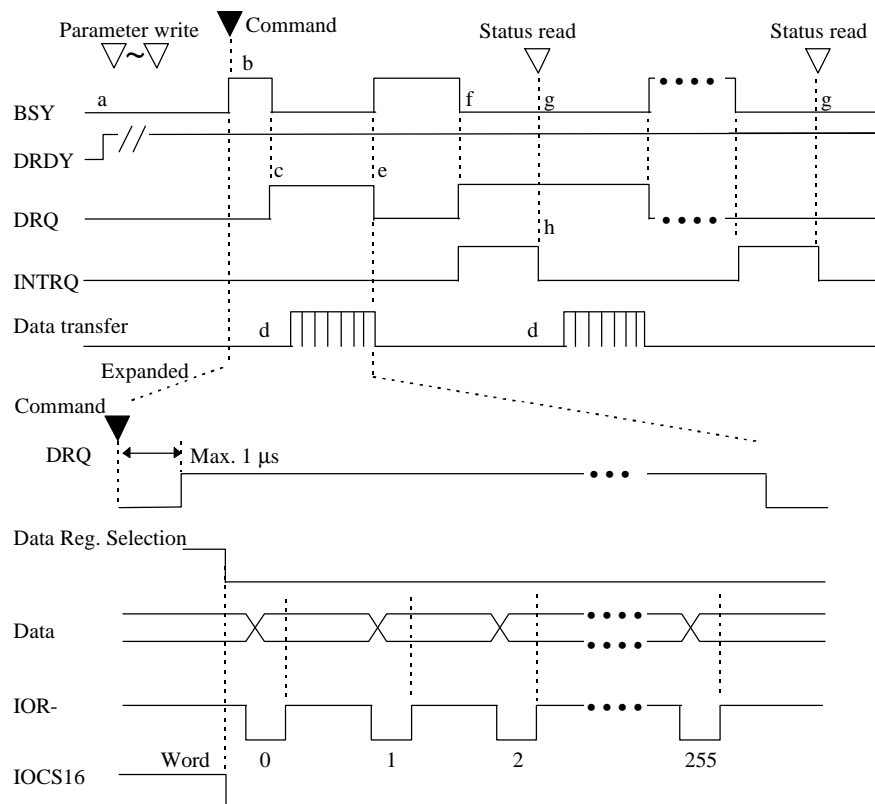 Parameter write
~
Command
Status read
Status read
b
a
f
g
g
BSY
DRDY
c
e
DRQ
h
INTRQ
Data transfer
d
d
Expanded
Command
DRQ
Max. 1 μs
Data Reg. Selection
Data
IOR-
Word
0
1
2
255
IOCS16